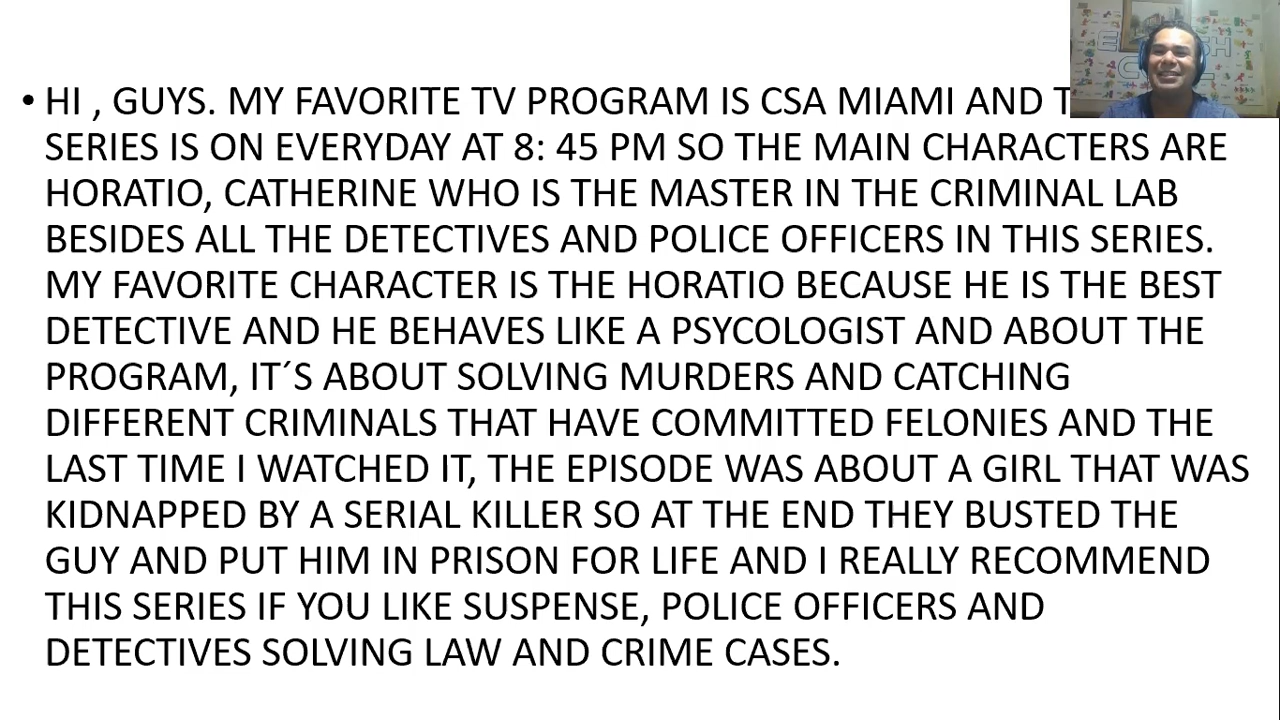 • HI , GUYS. MY FAVORITE TV PROGRAM IS CSA MIAMI AND
SERIES IS ON EVERYDAY AT 8: 45 PM SO THE MAIN CHARACTERS ARE
HORATIO, CATHERINE WHO IS THE MASTER IN THE CRIMINAL LAB
BESIDES ALL THE DETECTIVES AND POLICE OFFICERS IN THIS SERIES.
MY FAVORITE CHARACTER IS THE HORATIO BECAUSE HE IS THE BEST
DETECTIVE AND HE BEHAVES LIKE A PSYCOLOGIST AND ABOUT THE
PROGRAM, IT´S ABOUT SOLVING MURDERS AND CATCHING
DIFFERENT CRIMINALS THAT HAVE COMMITTED FELONIES AND THE
LAST TIME I WATCHED IT, THE EPISODE WAS ABOUT A GIRL THAT WAS
KIDNAPPED BY A SERIAL KILLER SO AT THE END THEY BUSTED THE
GUY AND PUT HIM IN PRISON FOR LIFE AND I REALLY RECOMMEND
THIS SERIES IF YOU LIKE SUSPENSE, POLICE OFFICERS AND
DETECTIVES SOLVING LAW AND CRIME CASES.